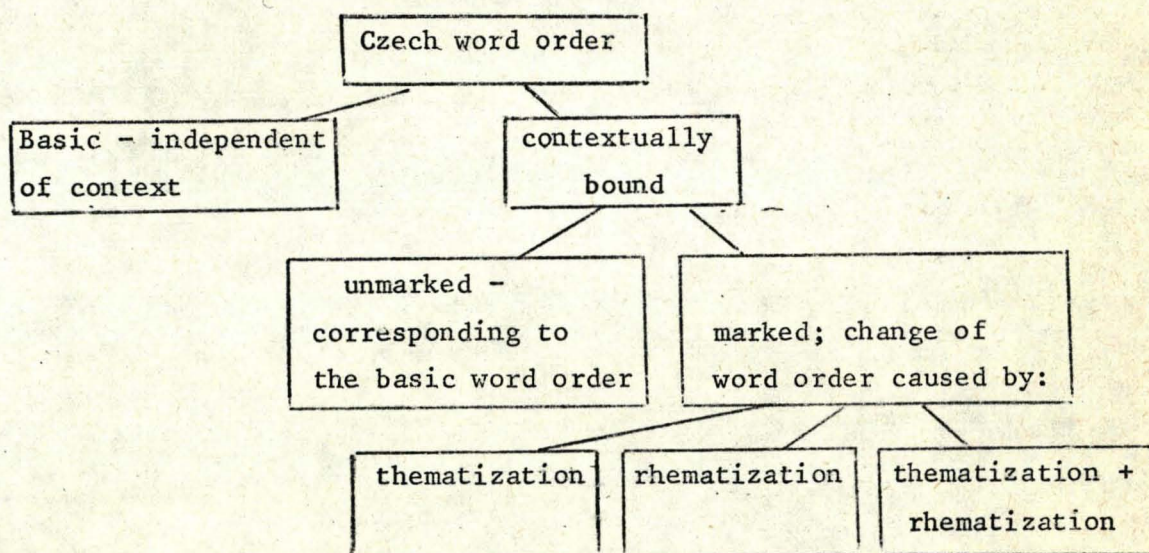 Czech word order
Basic - independent
of context
contextually
bound
unmarked -
corresponding to
the basic word order
marked; change of
word order caused by:
thematization
rhematization
thematization +
rhematization